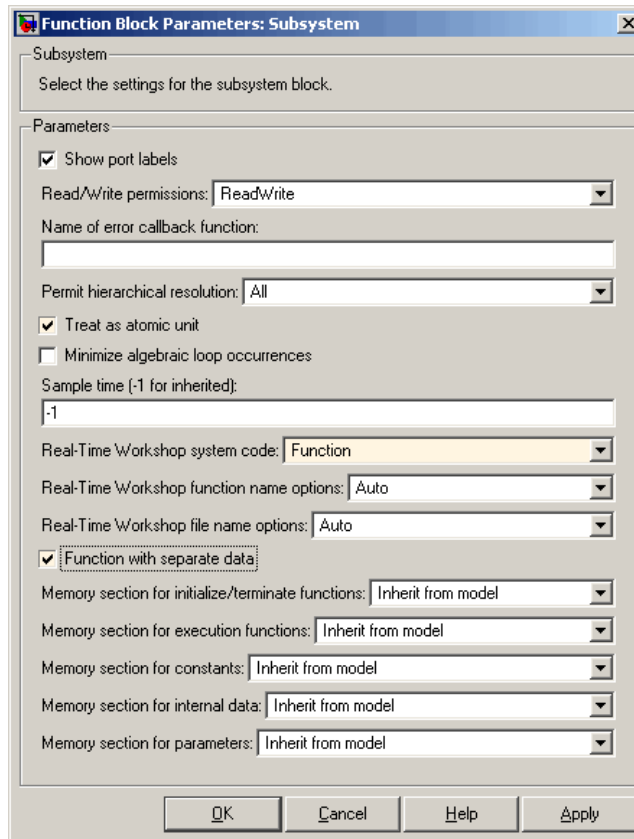 Function Block Parameters: Subsystem
Subsystem
Select the settings for the subsystem block.
Parameters
Show port labels
Read/Write permissions: ReadWrite
Name of error callback function:
Permit hierarchical resolution: All
Treat as atomic unit
Minimize algebraic loop occurrences
Sample time (-1 for inherited):
-1
Real-Time Workshop system code: Function
Real-Time Workshop function name options: Auto
Real-Time Workshop file name options: Auto
Function with separate data
Memory section for initialize/terminate functions: Inherit from model
Memory section for execution functions: Inherit from model
Memory section for constants: Inherit from model
Memory section for internal data: Inherit from model
Memory section for parameters: Inherit from model
OK Cancel Help Apply